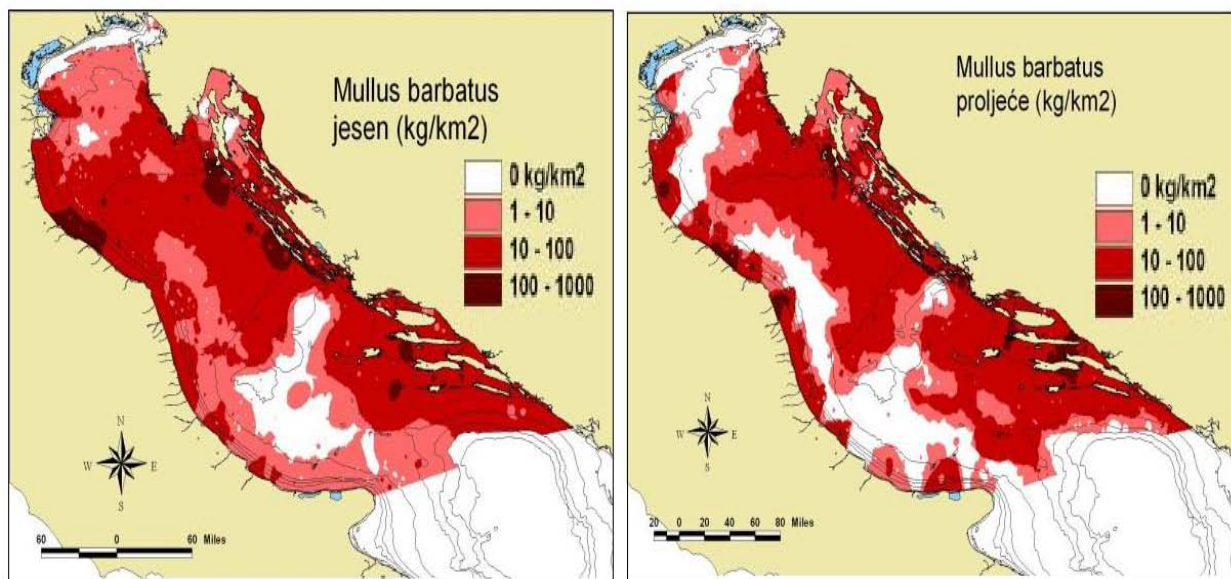 Mullus barbatus
jesen (kg/km2)
0 kg/km2
1 - 10
10 - 100
100 - 1000
N
W E
S
60 0 60 Miles
Mullus barbatus
proljeće (kg/km2)
0 kg/km2
1 - 10
10 - 100
100 - 1000
N
W E
S
20 0 20 40 60 80 Miles